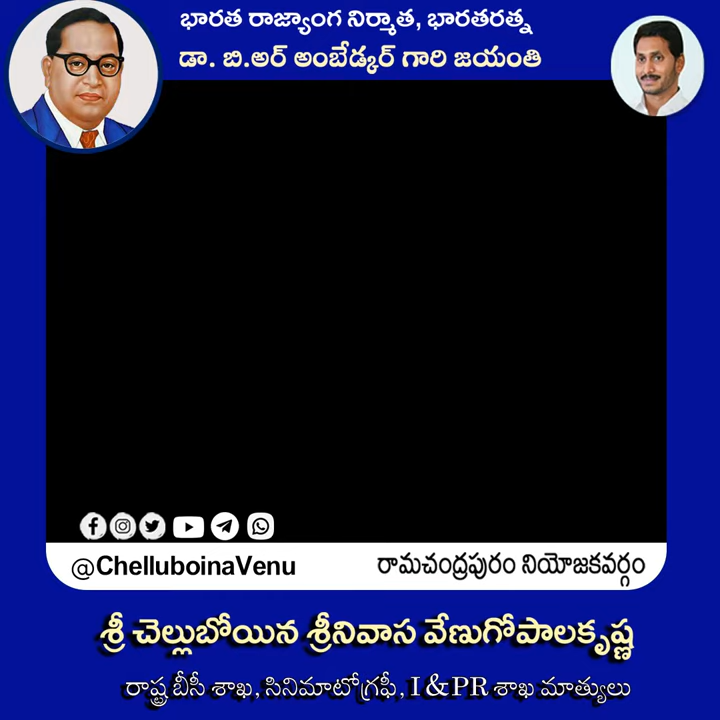 భారత రాజ్యాంగ నిర్మాత, భారతరత్న
డా. బి.అర్ అంబేడ్కర్ గారి జయంతి
@ChelluboinaVenu
రామచంద్రపురం నియోజకవర్గం
శ్రీ చెల్లుబోయిన శ్రీనివాస వేణుగోపాలకృష్ణ
రాష్ట్ర బీసీ శాఖ, సినిమాటోగ్రఫీ, I &PR శాఖ మాత్యులు